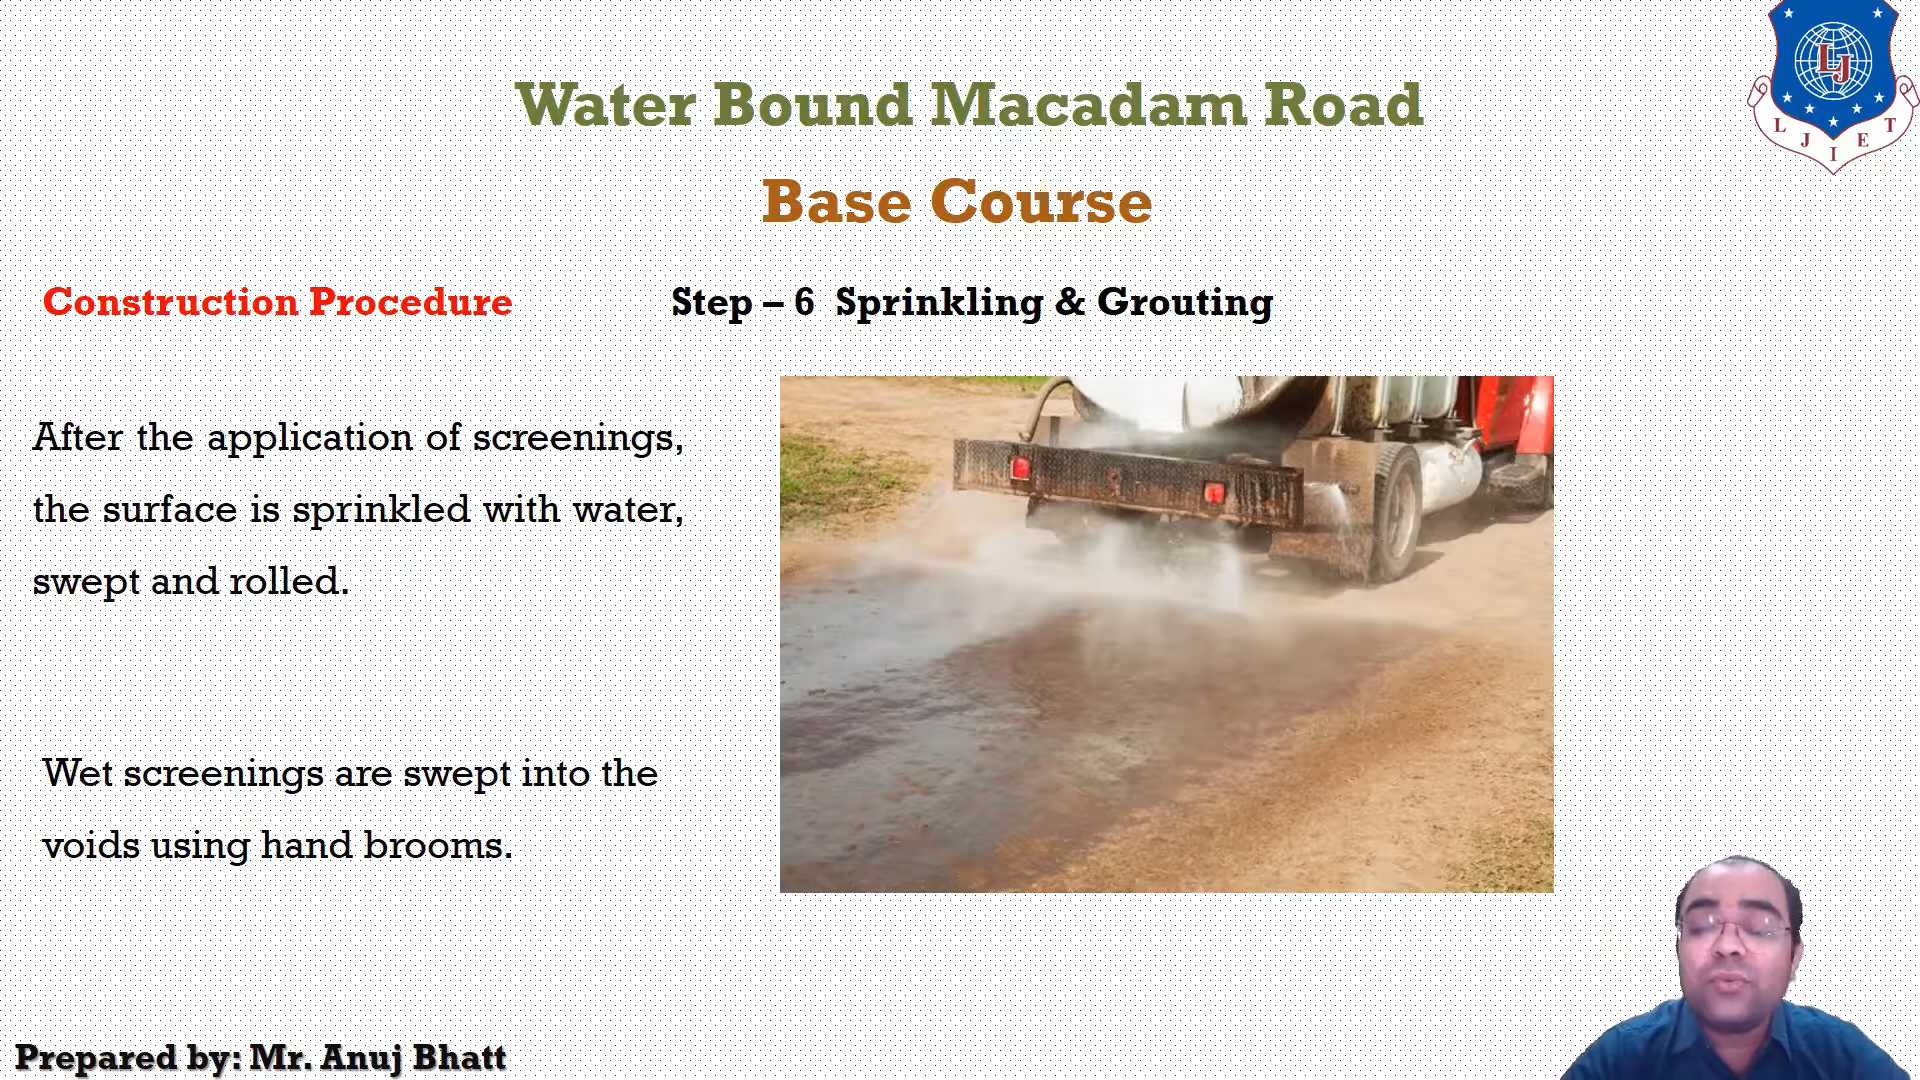 Water Bound Macadam Road
Base Course
Construction Procedure
Step – 6 Sprinkling & Grouting
After the application of screenings,
the surface is sprinkled with water,
swept and rolled.
Wet screenings are swept into the
voids using hand brooms.
Prepared by: Mr. Anuj Bhatt
LJ
L J I E T